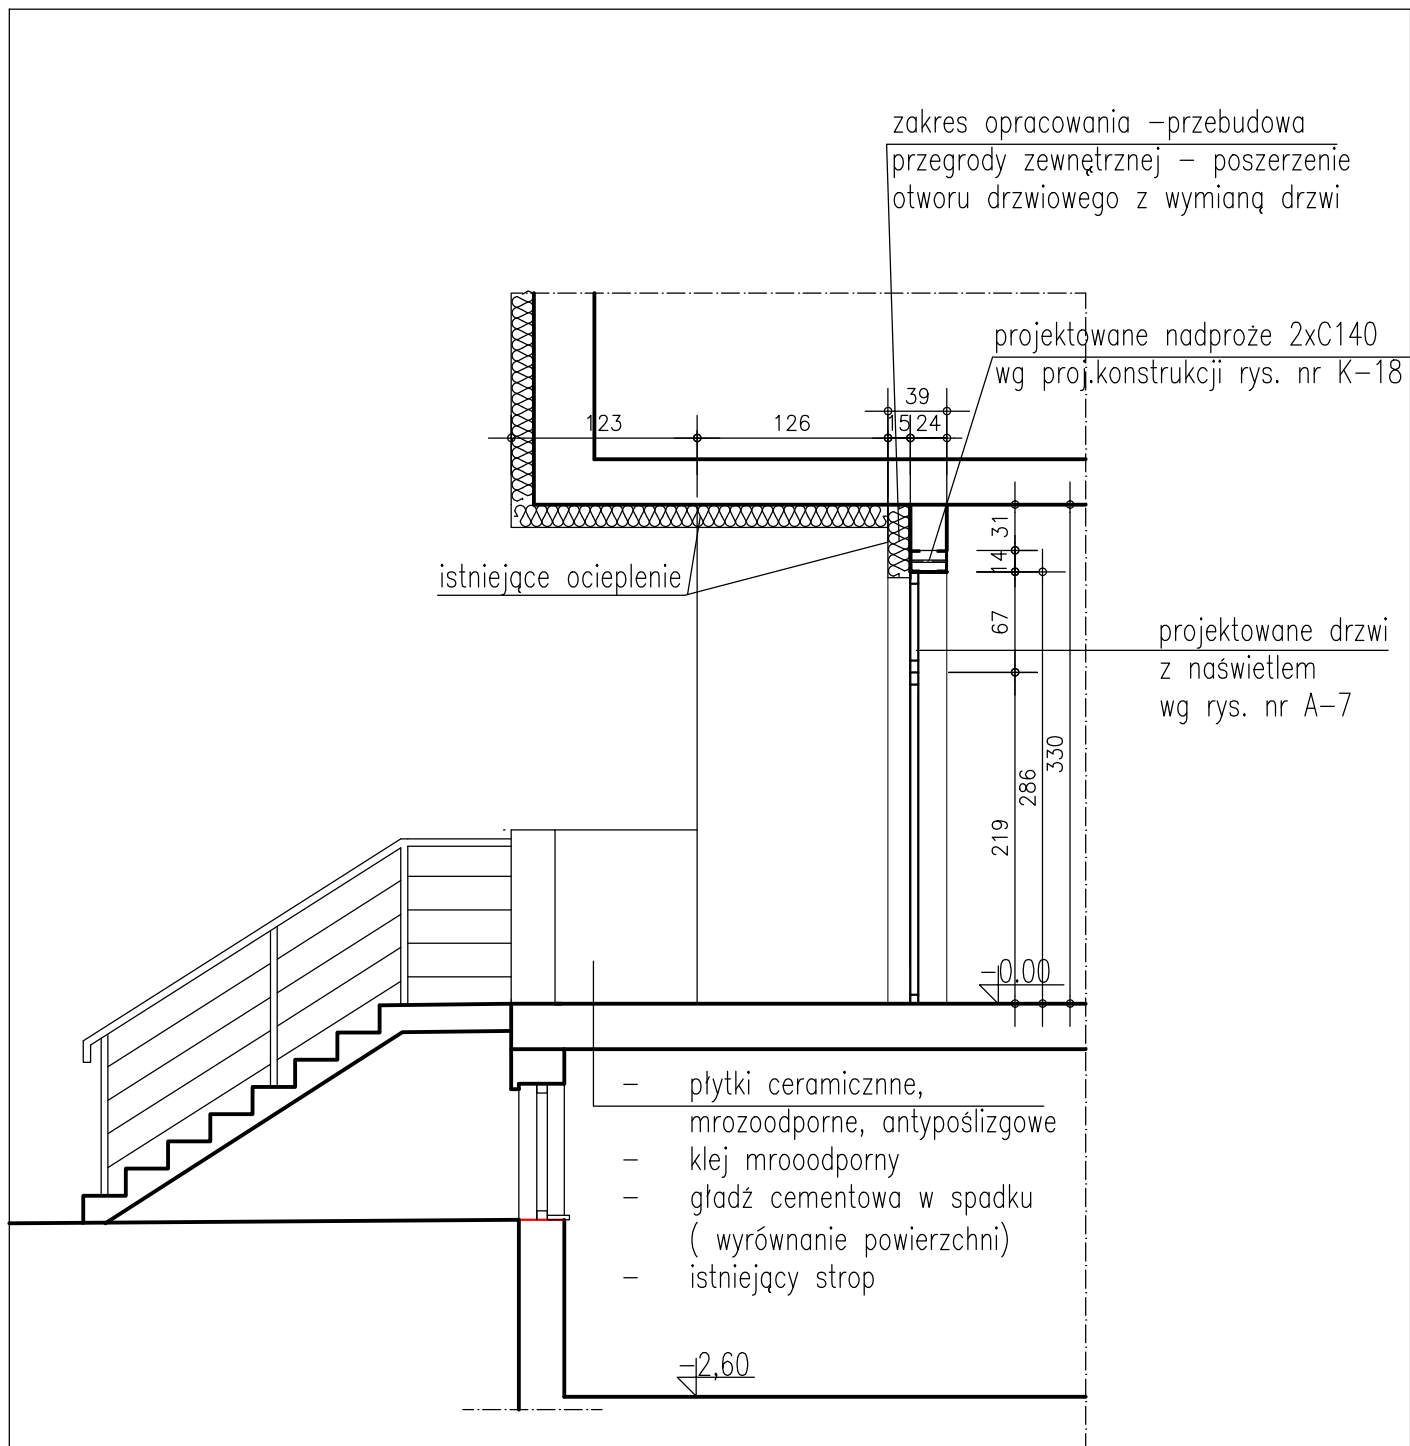 zakres opracowania -przebudowa
przegrody zewnętrznej - poszerzenie
otworu drzwiowego z wymianą drzwi
projektowane nadproże 2xC140
wg proj.konstrukcji rys. nr K-18
39
123
126
15
24
31
14
istniejące ocieplenie
67
projektowane drzwi
z naświetlem
wg rys. nr A-7
330
286
219
-0.00
- płytki ceramicznne,
mrozoodporne, antypoślizgowe
- klej mrooodporny
- gładź cementowa w spadku
( wyrównanie powierzchni)
- istniejący strop
-2,60